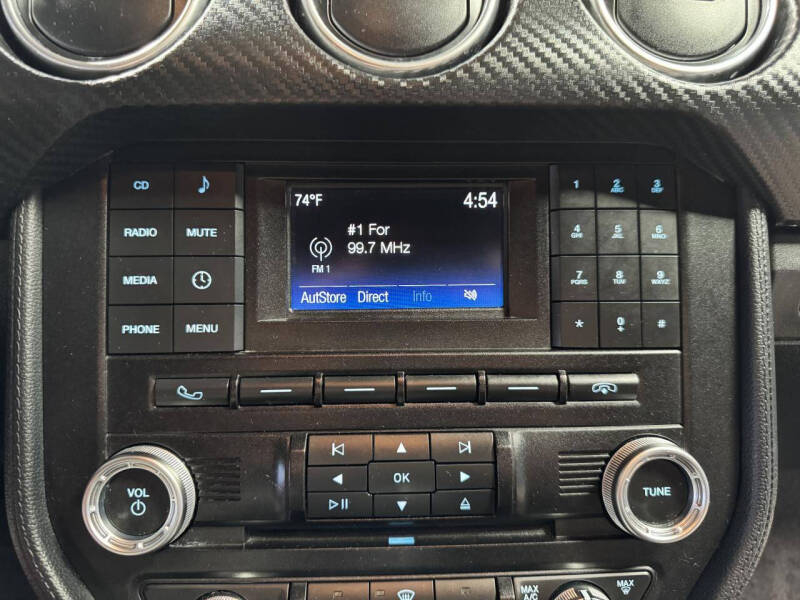 CD
RADIO
MUTE
MEDIA
PHONE
MENU
74°F
4:54
#1 For
99.7 MHz
FM 1
AutStore Direct Info
1 2 ABC 3 DEF
4 GHI 5 JKL 6 MNO
7 PQRS 8 TUV 9 WXYZ
* 0 + #
OK
VOL
TUNE
MAX A/C
MAX